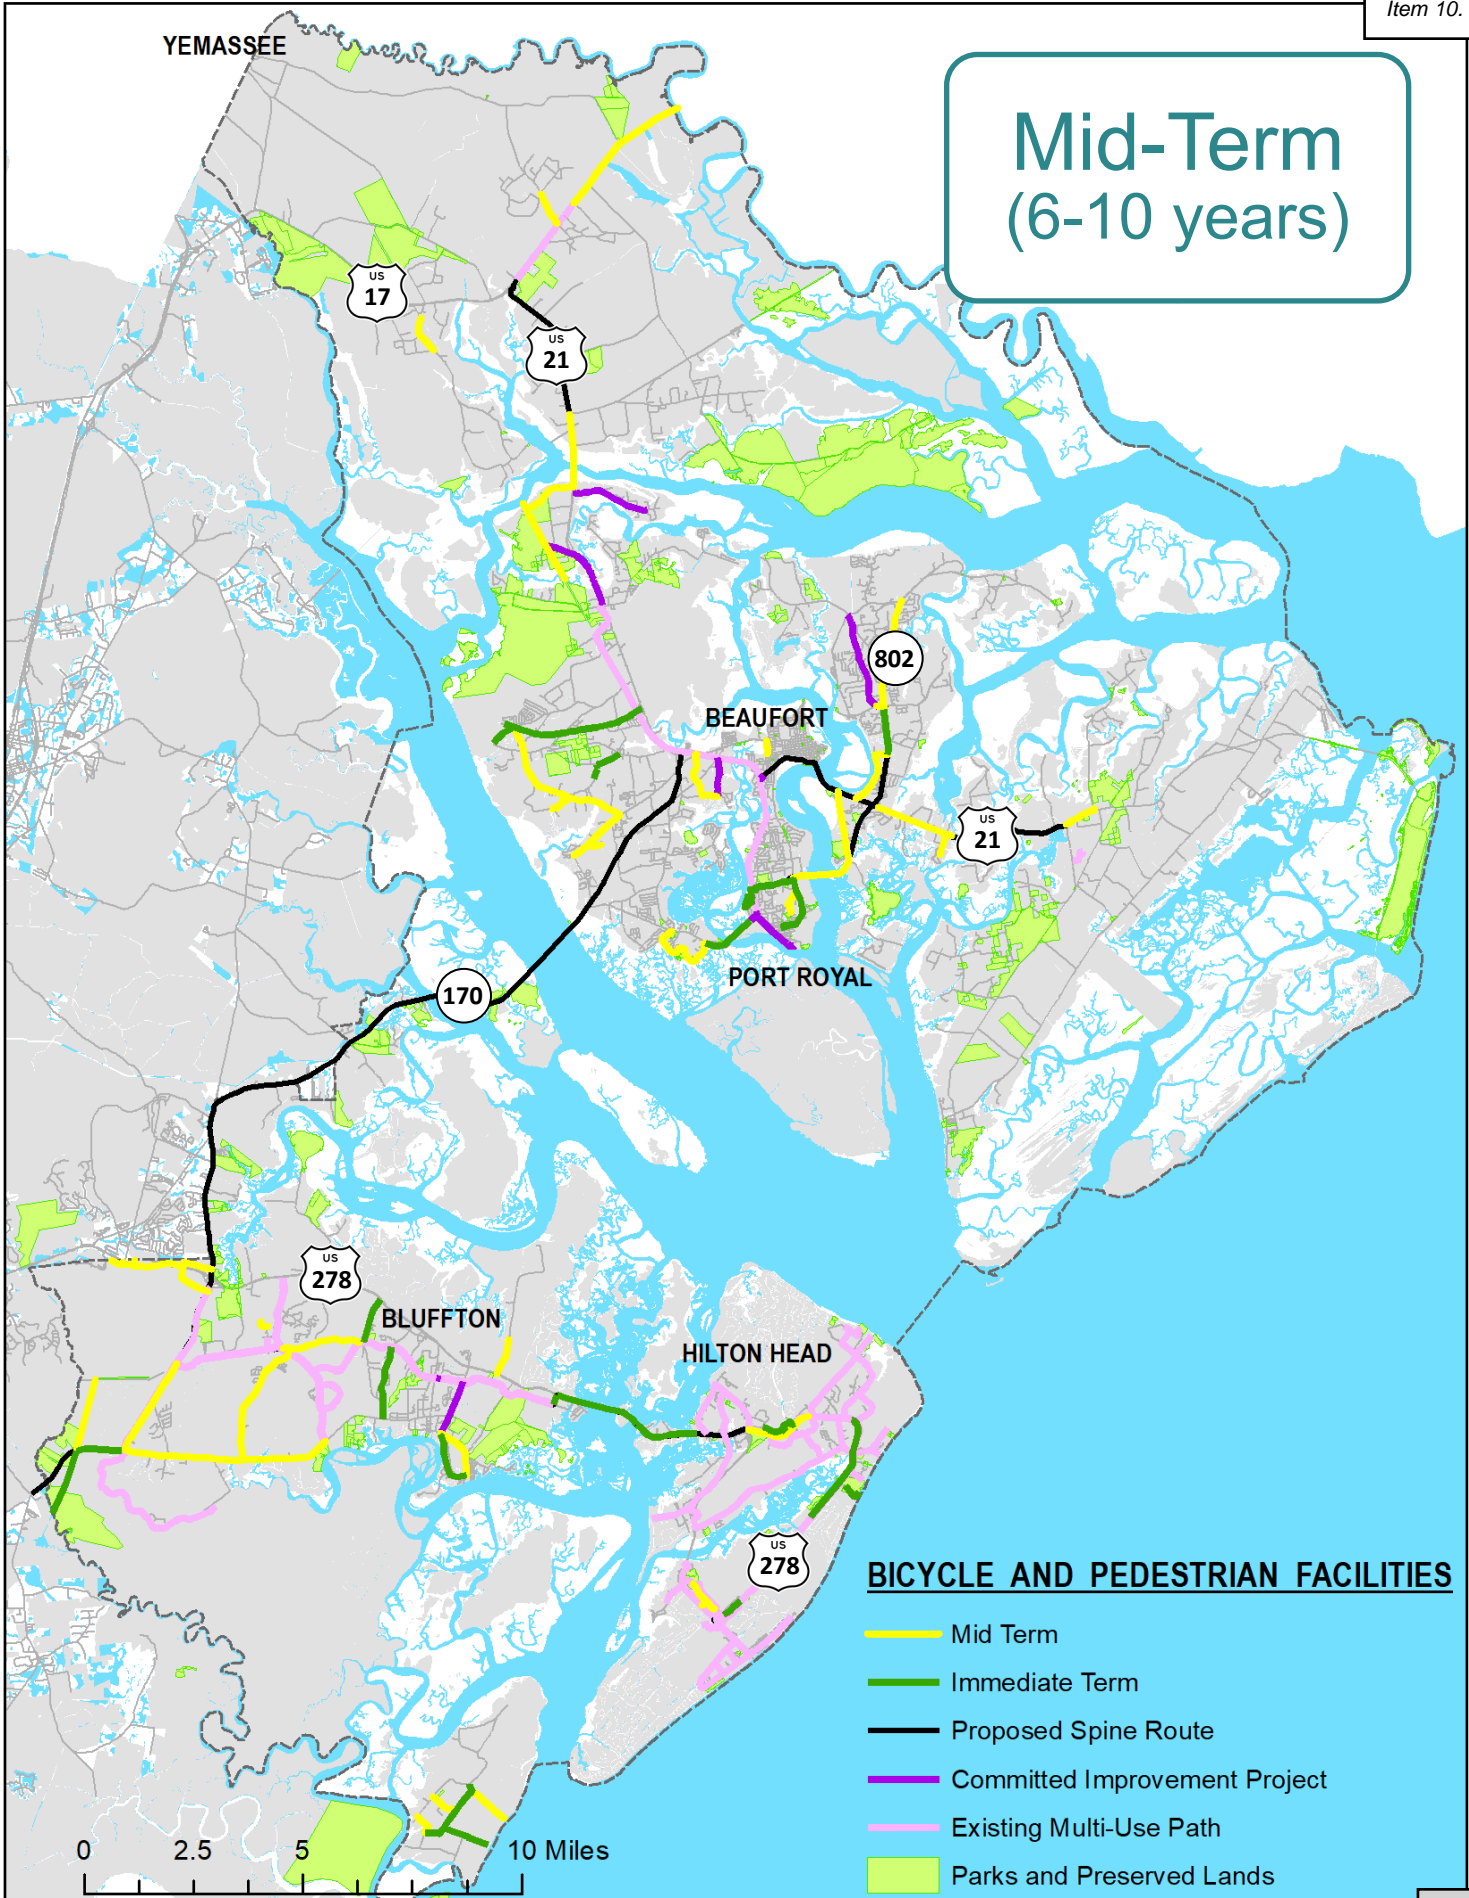 Item 10.
YEMASSEE
Mid-Term
(6-10 years)
US
17
US
21
802
BEAUFORT
US
21
PORT ROYAL
170
US
278
BLUFFTON
HILTON HEAD
US
278
BICYCLE AND PEDESTRIAN FACILITIES
Mid Term
Immediate Term
Proposed Spine Route
Committed Improvement Project
Existing Multi-Use Path
Parks and Preserved Lands
0 2.5 5 10 Miles